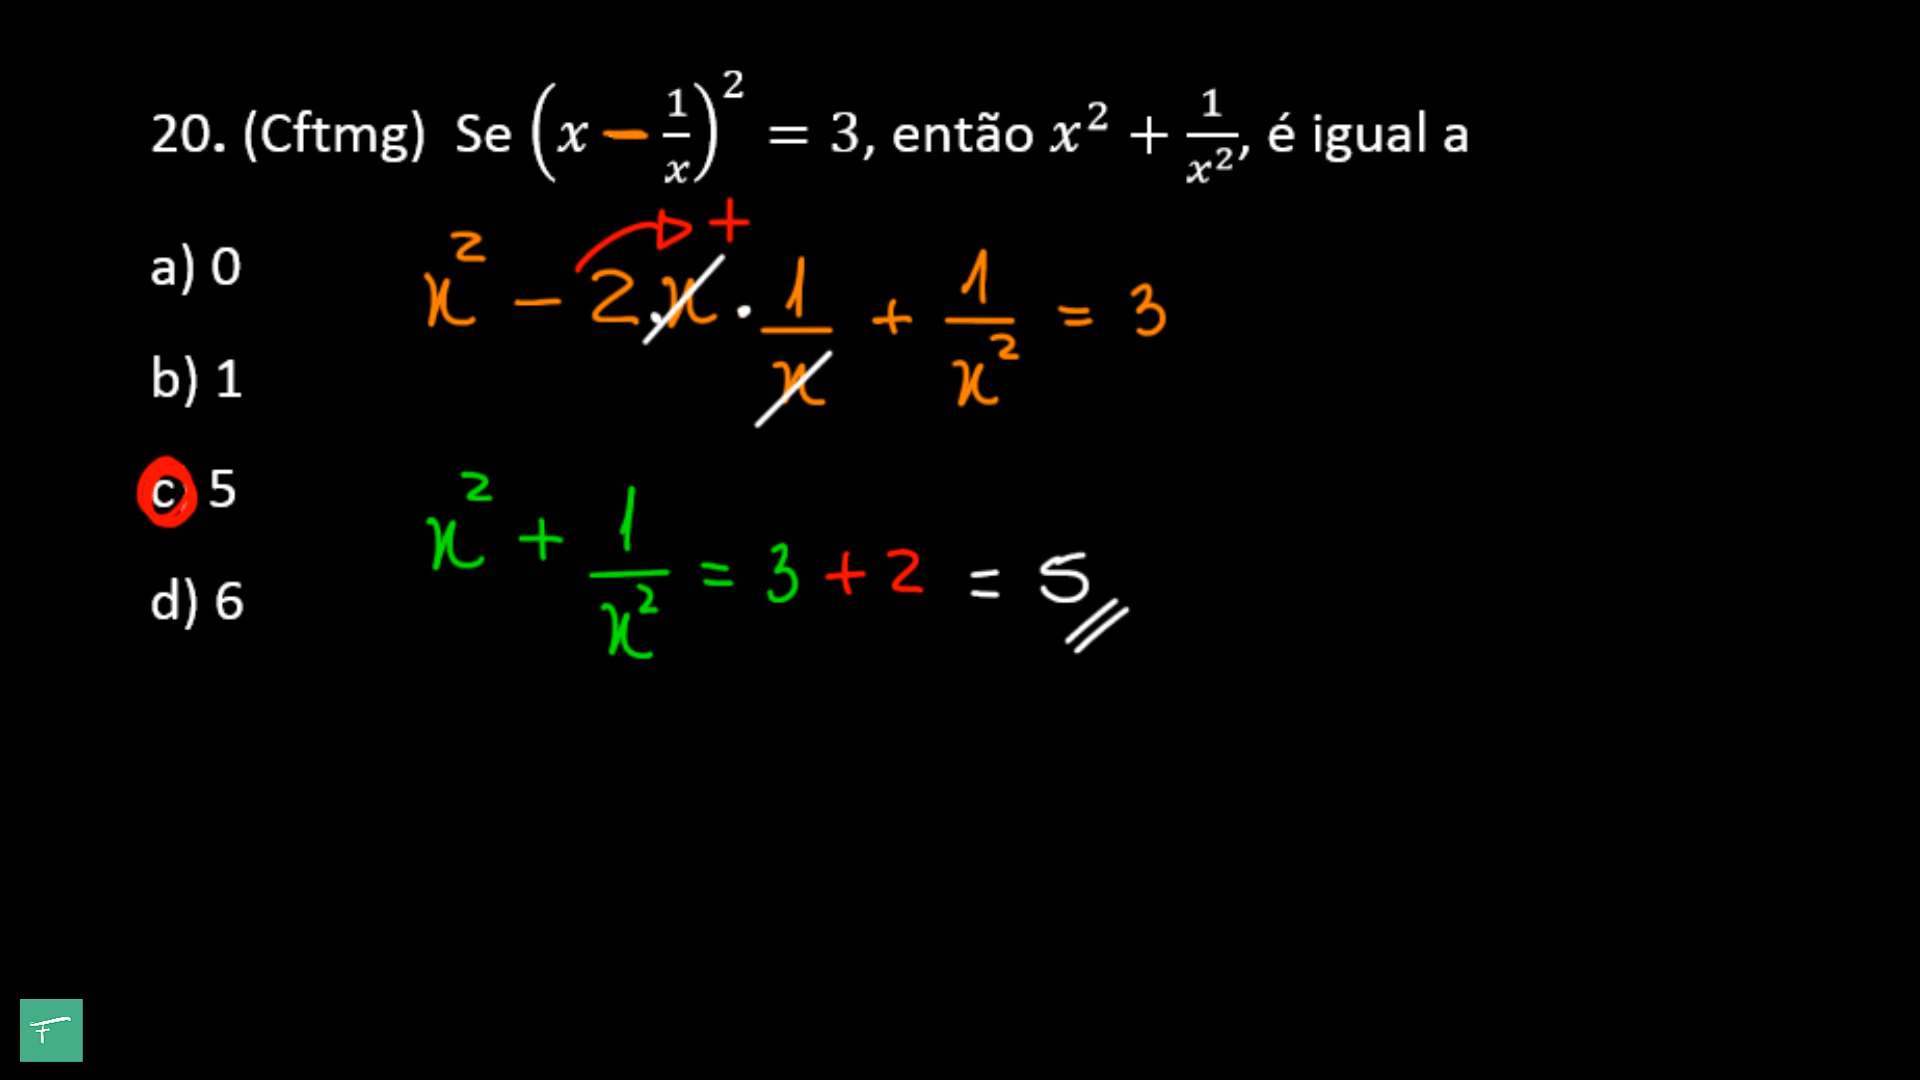 20. (Cftmg) Se (x − 1/x)² = 3, então x² + 1/x², é igual a
+
a) 0
x² − 2.x . 1/x + 1/x² = 3
b) 1
c) 5
x² + 1/x² = 3 + 2 = 5
d) 6
F